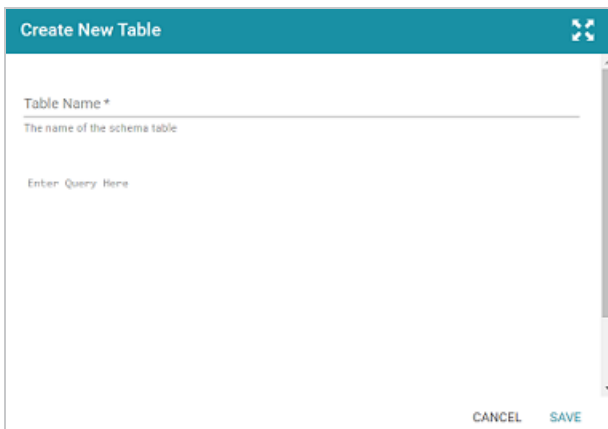 Create New Table
Table Name *
The name of the schema table
Enter Query Here
CANCEL SAVE